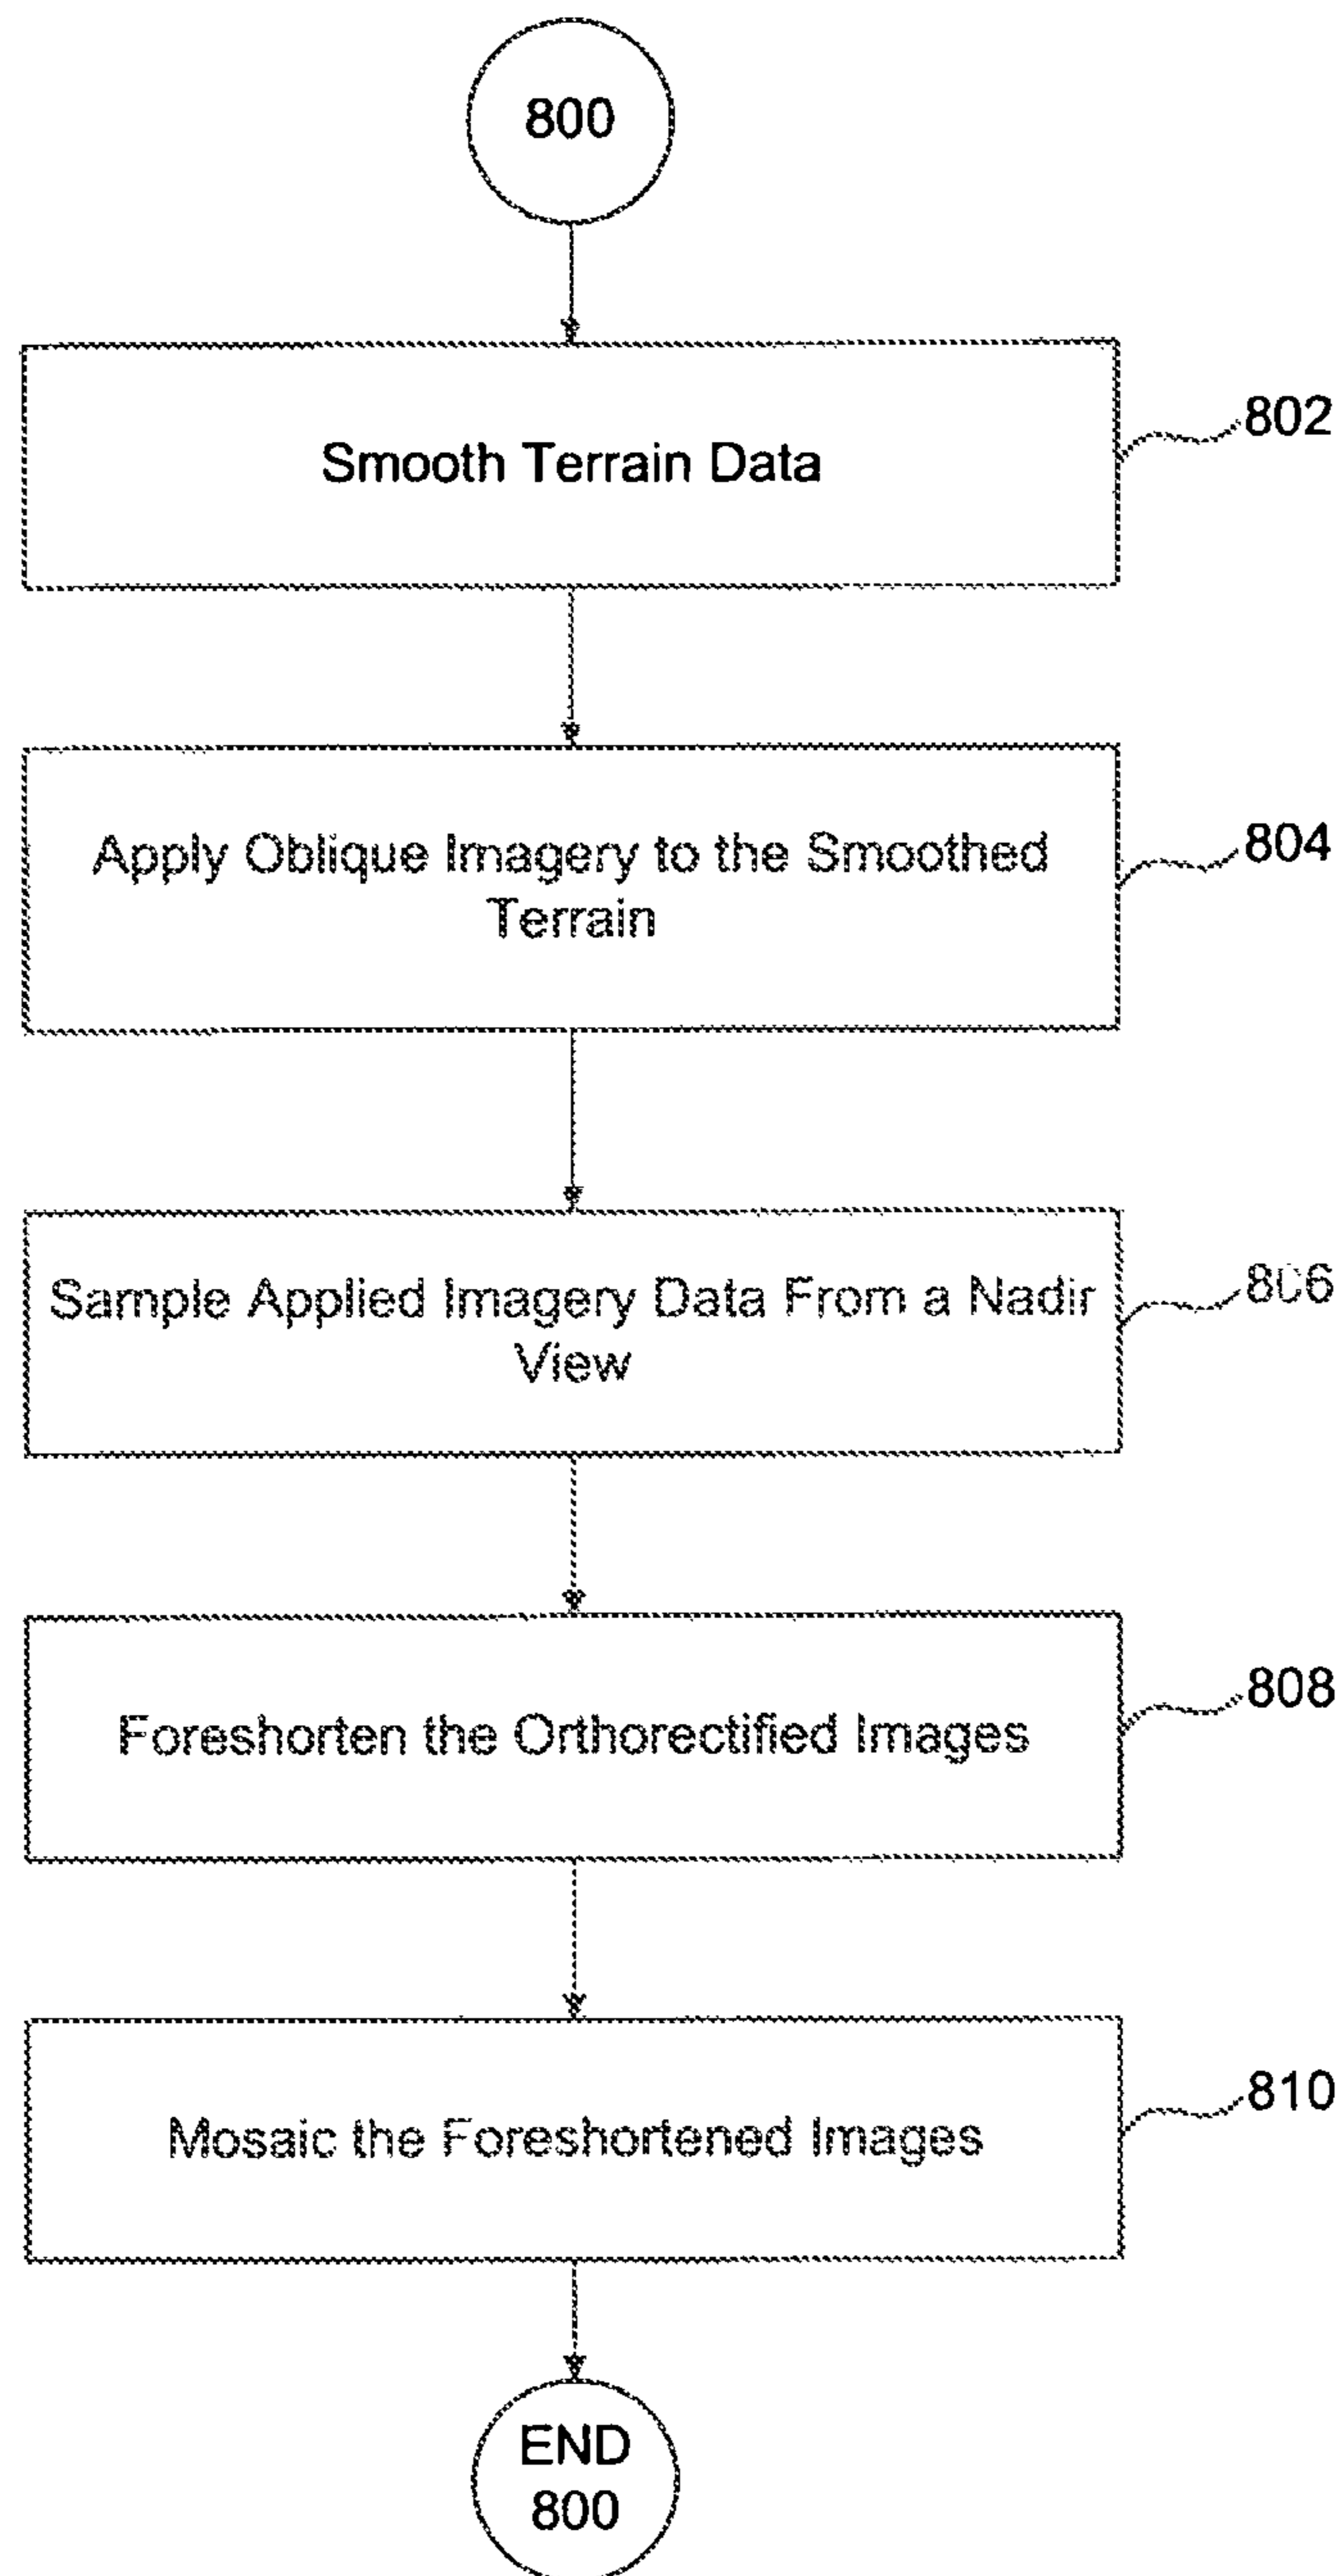 800
Smooth Terrain Data
802
Apply Oblique Imagery to the Smoothed
Terrain
804
Sample Applied Imagery Data From a Nadir
View
806
Foreshorten the Orthorectified Images
808
Mosaic the Foreshortened Images
810
END
800